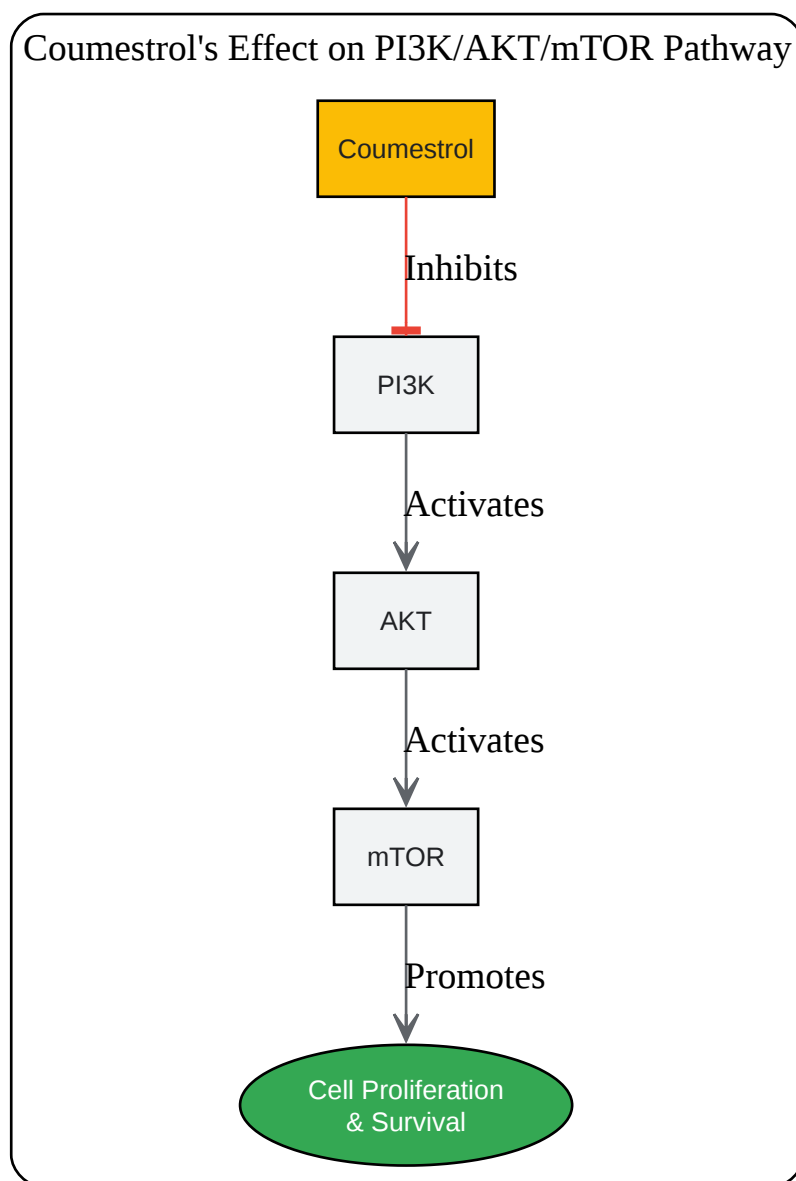 Coumestrol's Effect on PI3K/AKT/mTOR Pathway
Coumestrol
Inhibits
PI3K
Activates
AKT
Activates
mTOR
Promotes
Cell Proliferation
& Survival